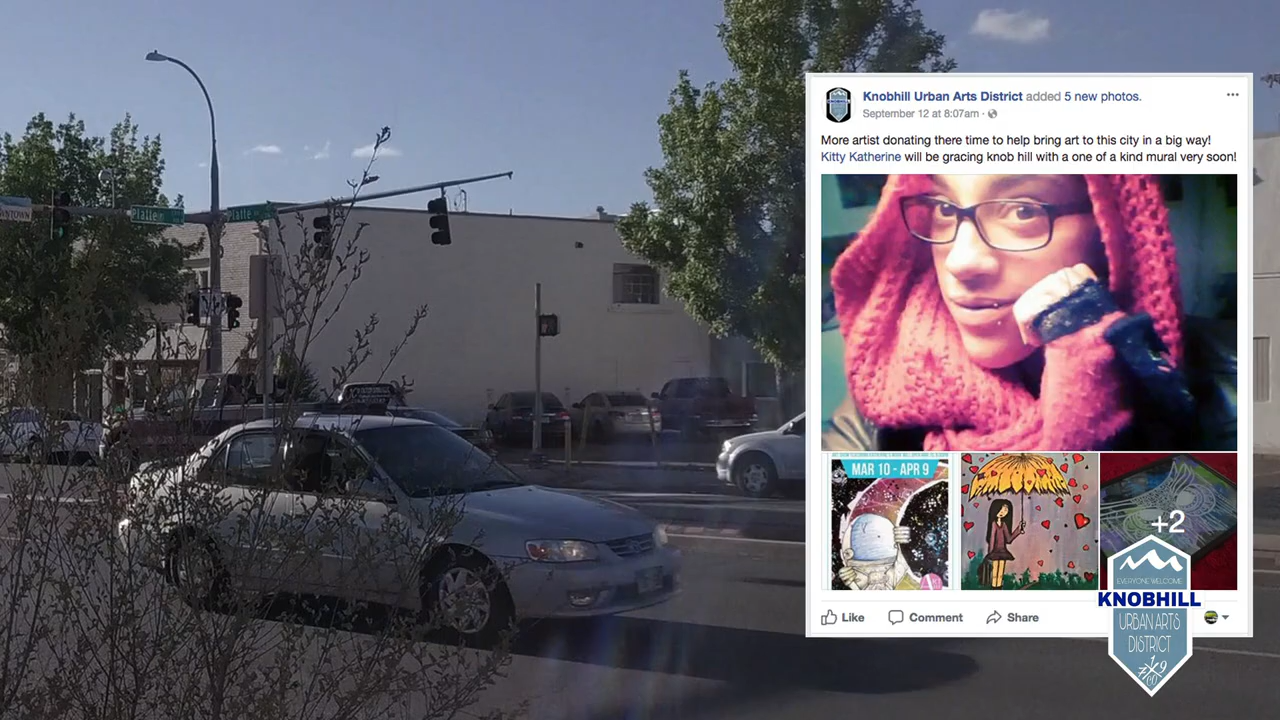 Platte
Platte
Knobhill Urban Arts District added 5 new photos.
September 12 at 8:07am
More artist donating there time to help bring art to this city in a big way!
Kitty Katherine will be gracing knob hill with a one of a kind mural very soon!
MAR 10 - APR 9
+2
Like Comment Share
EVERYONE WELCOME
KNOBHILL
URBAN ARTS
DISTRICT